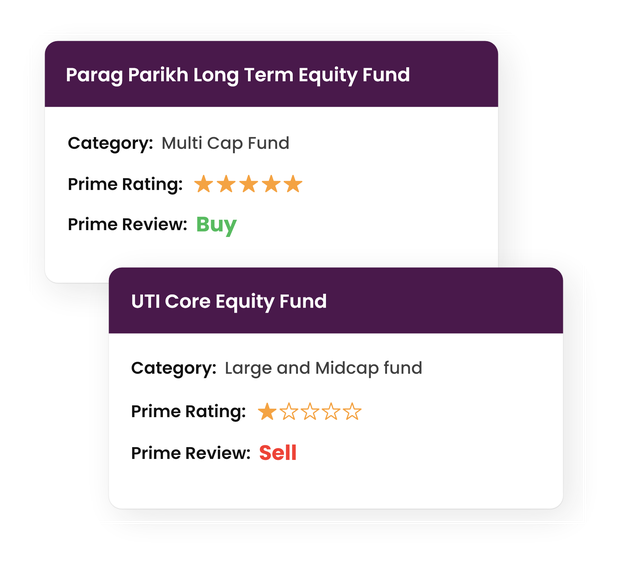 Parag Parikh Long Term Equity Fund
Category: Multi Cap Fund
Prime Rating:
Prime Review: Buy
UTI Core Equity Fund
Category: Large and Midcap fund
Prime Rating:
Prime Review: Sell